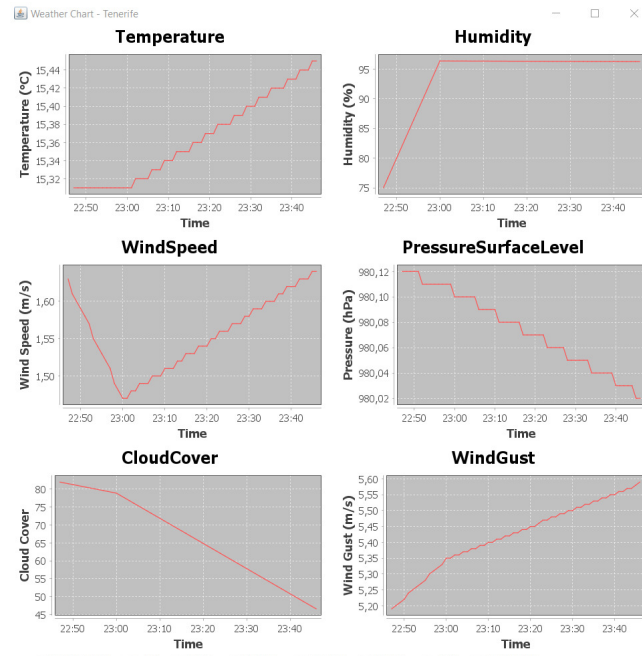 Weather Chart - Tenerife
Temperature
Temperature (°C)
15,44
15,42
15,40
15,38
15,36
15,34
15,32
22:50 23:00 23:10 23:20 23:30 23:40
Time
Humidity
Humidity (%)
95
90
85
80
75
22:50 23:00 23:10 23:20 23:30 23:40
Time
WindSpeed
Wind Speed (m/s)
1,60
1,55
1,50
22:50 23:00 23:10 23:20 23:30 23:40
Time
PressureSurfaceLevel
Pressure (hPa)
980,12
980,10
980,08
980,06
980,04
980,02
22:50 23:00 23:10 23:20 23:30 23:40
Time
CloudCover
Cloud Cover
80
75
70
65
60
55
50
45
22:50 23:00 23:10 23:20 23:30 23:40
Time
WindGust
Wind Gust (m/s)
5,60
5,55
5,50
5,45
5,40
5,35
5,30
5,25
5,20
22:50 23:00 23:10 23:20 23:30 23:40
Time